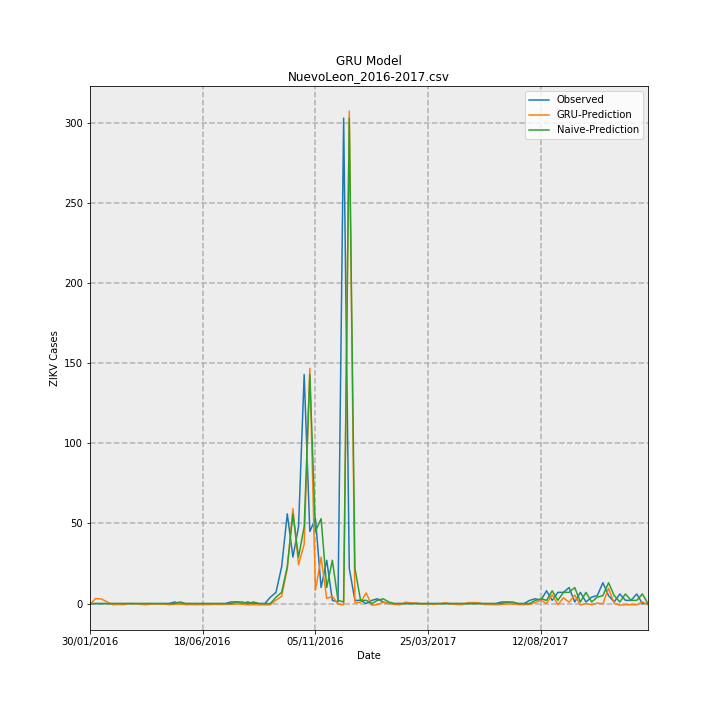 GRU Model
NuevoLeon_2016-2017.csv
Observed
GRU-Prediction
Naive-Prediction
300
250
200
150
100
50
0
ZIKV Cases
30/01/2016
18/06/2016
05/11/2016
25/03/2017
12/08/2017
Date